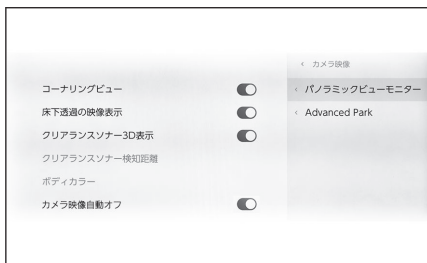 コーナリングビュー
床下透過の映像表示
クリアランスソナー3D表示
クリアランスソナー検知距離
ボディカラー
カメラ映像自動オフ
‹ カメラ映像
‹ パノラミックビューモニター
‹ Advanced Park